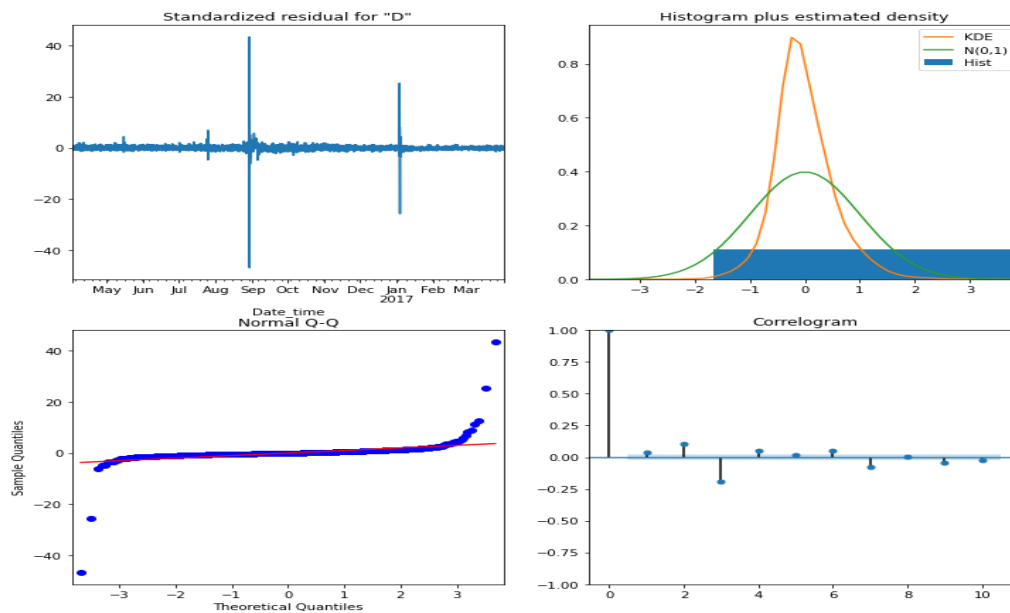 Standardized residual for "D"
40
20
0
−20
−40
May Jun Jul Aug Sep Oct Nov Dec Jan Feb Mar
2017
Date_time
Histogram plus estimated density
KDE
N(0,1)
Hist
0.8
0.6
0.4
0.2
0.0
−3 −2 −1 0 1 2 3
Normal Q-Q
Sample Quantiles
40
20
0
−20
−40
−3 −2 −1 0 1 2 3
Theoretical Quantiles
Correlogram
1.00
0.75
0.50
0.25
0.00
−0.25
−0.50
−0.75
−1.00
0 2 4 6 8 10